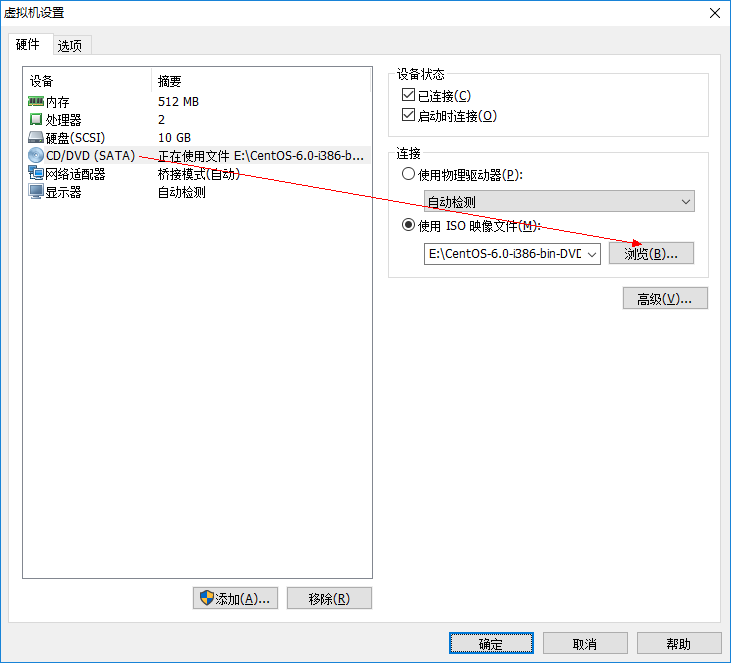 虚拟机设置
硬件 选项
设备 摘要
内存 512 MB
处理器 2
硬盘(SCSI) 10 GB
CD/DVD (SATA) 正在使用文件 E:\CentOS-6.0-i386-b...
网络适配器 桥接模式(自动)
显示器 自动检测
添加(A)... 移除(R)
设备状态
已连接(C)
启动时连接(O)
连接
使用物理驱动器(P):
自动检测
使用 ISO 映像文件(M):
E:\CentOS-6.0-i386-bin-DVD 浏览(B)...
高级(V)...
确定 取消 帮助